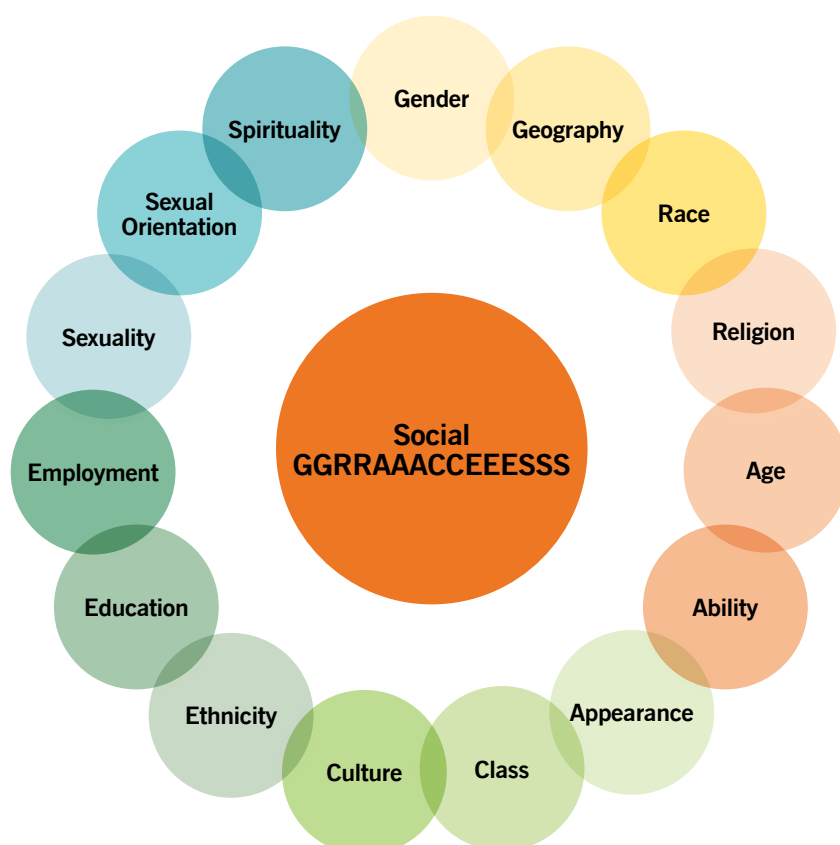 Gender
Geography
Race
Religion
Age
Ability
Appearance
Class
Culture
Ethnicity
Education
Employment
Sexuality
Sexual
Orientation
Spirituality
Social
GGRRAAACCEEESSS